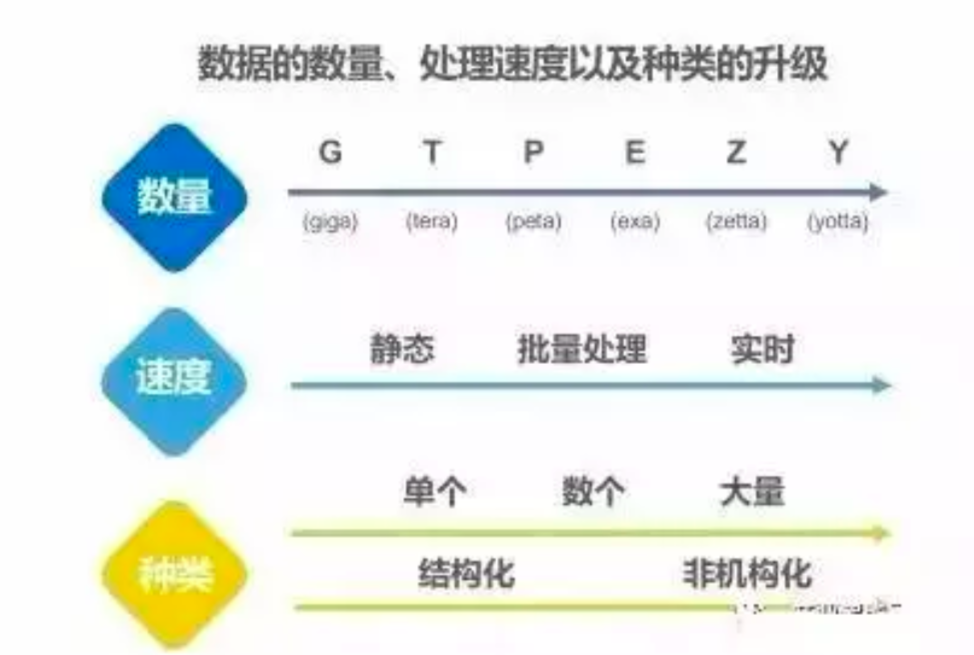 数据的数量、处理速度以及种类的升级
G T P E Z Y
数量
(giga) (tera) (peta) (exa) (zetta) (yotta)
静态 批量处理 实时
速度
单个 数个 大量
种类
结构化 非机构化